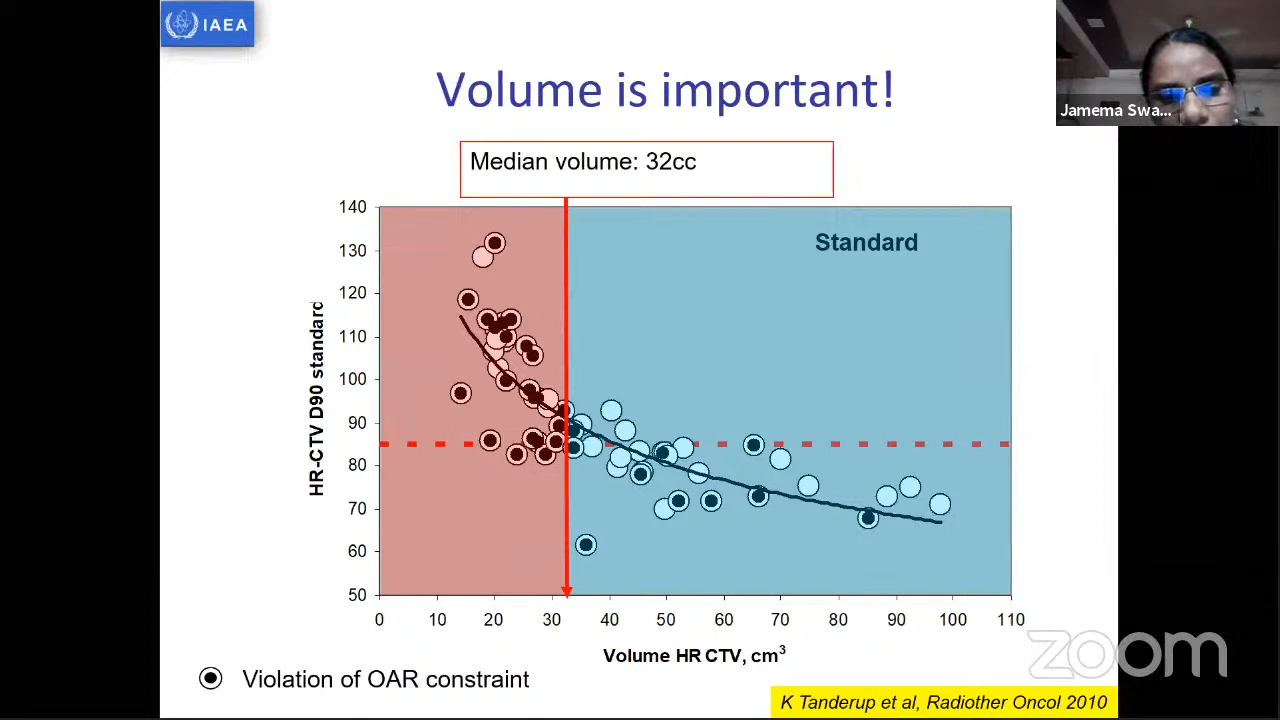 IAEA
Volume is important!
Jamema Swa...
Median volume: 32cc
Standard
HR-CTV D90 standard
140
130
120
110
100
90
80
70
60
50
0 10 20 30 40 50 60 70 80 90 100 110
Volume HR CTV, cm³
Violation of OAR constraint
zoom
K Tanderup et al, Radiother Oncol 2010